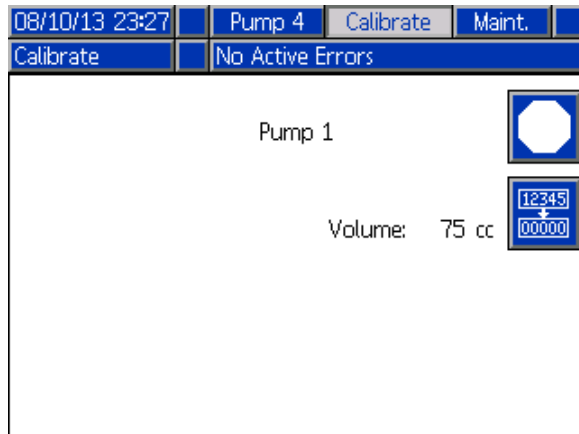 08/10/13 23:27 Pump 4 Calibrate Maint.
Calibrate No Active Errors
Pump 1
12345
Volume: 75 cc
00000